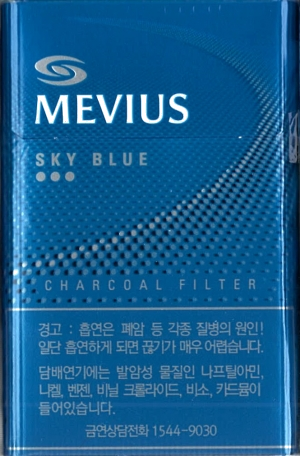 MEVIUS
SKY BLUE
CHARCOAL FILTER
경고 : 흡연은 폐암 등 각종 질병의 원인!
일단 흡연하게 되면 끊기가 매우 어렵습니다.
담배연기에는 발암성 물질인 나프틸아민,
니켈, 벤젠, 비닐 크롤라이드, 비소, 카드뮴이
들어있습니다.
금연상담전화 1544-9030